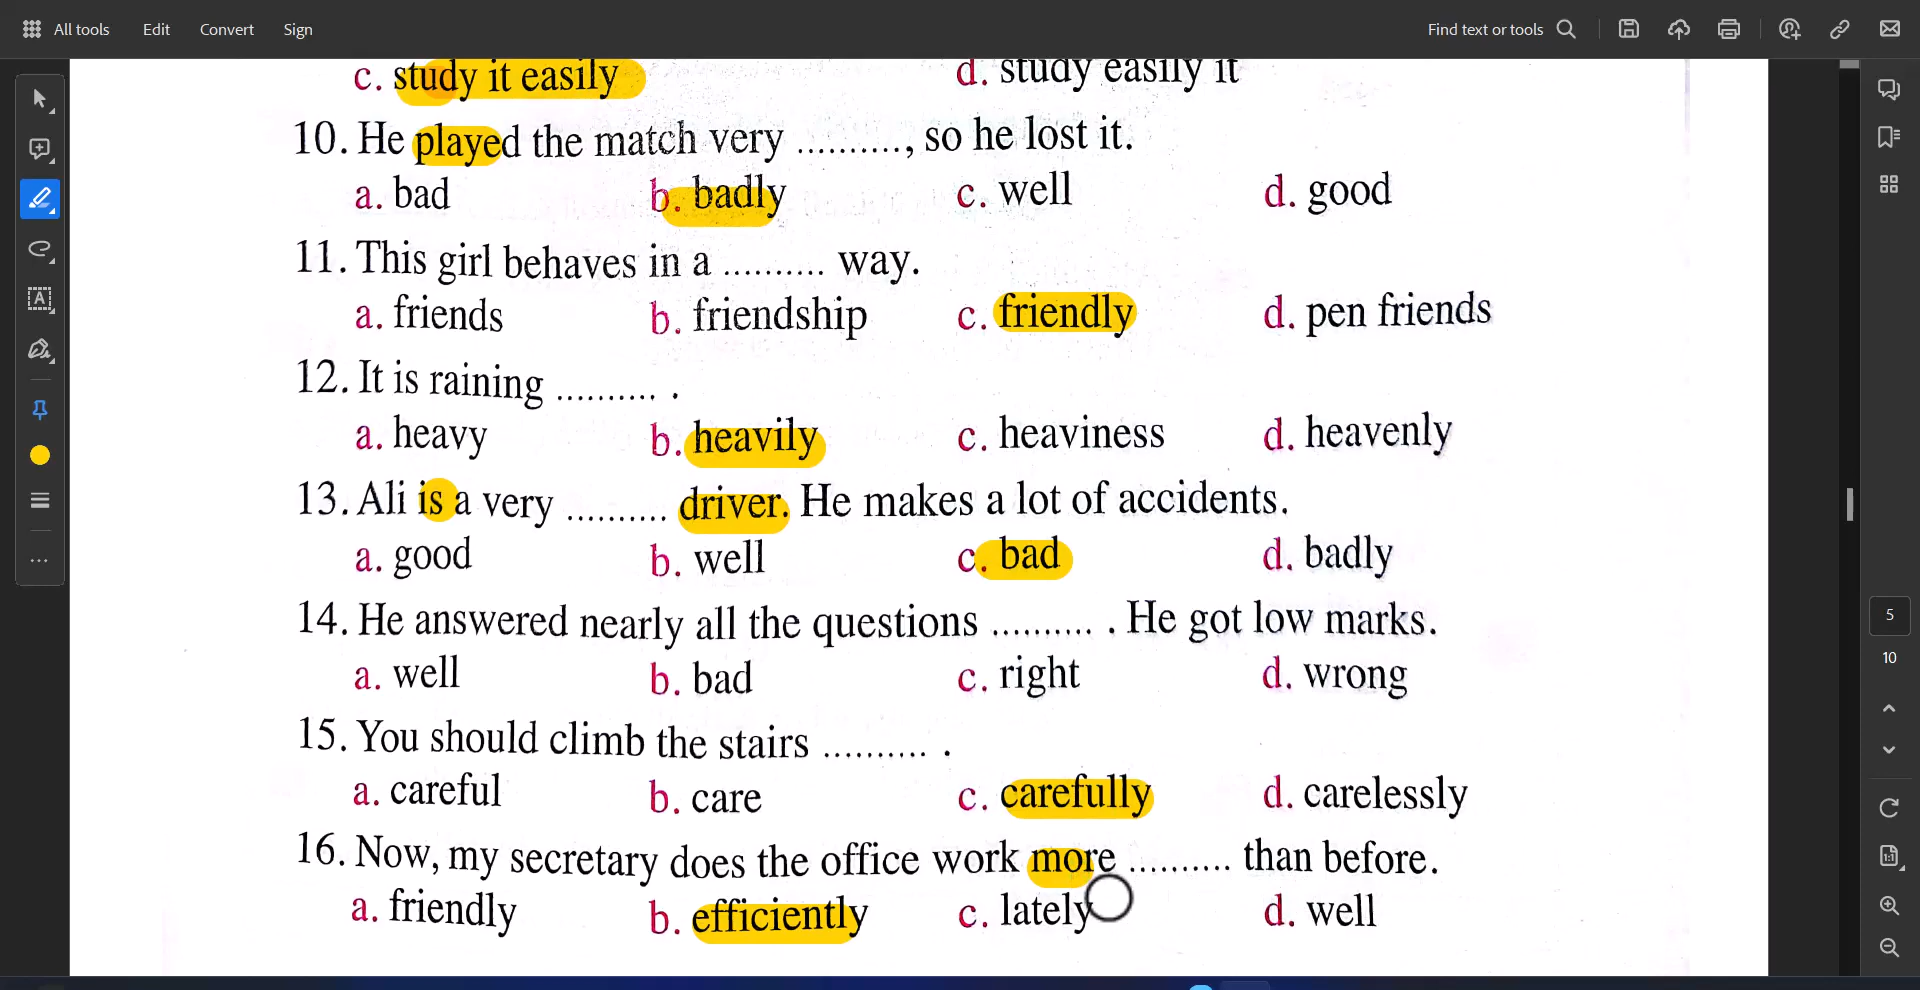 All tools Edit Convert Sign Find text or tools
c. study it easily d. study easily it
10. He played the match very .........., so he lost it.
a. bad b. badly c. well d. good
11. This girl behaves in a .......... way.
a. friends b. friendship c. friendly d. pen friends
12. It is raining .......... .
a. heavy b. heavily c. heaviness d. heavenly
13. Ali is a very .......... driver. He makes a lot of accidents.
a. good b. well c. bad d. badly
14. He answered nearly all the questions .......... . He got low marks.
a. well b. bad c. right d. wrong
15. You should climb the stairs .......... .
a. careful b. care c. carefully d. carelessly
16. Now, my secretary does the office work more .......... than before.
a. friendly b. efficiently c. lately d. well
5
10